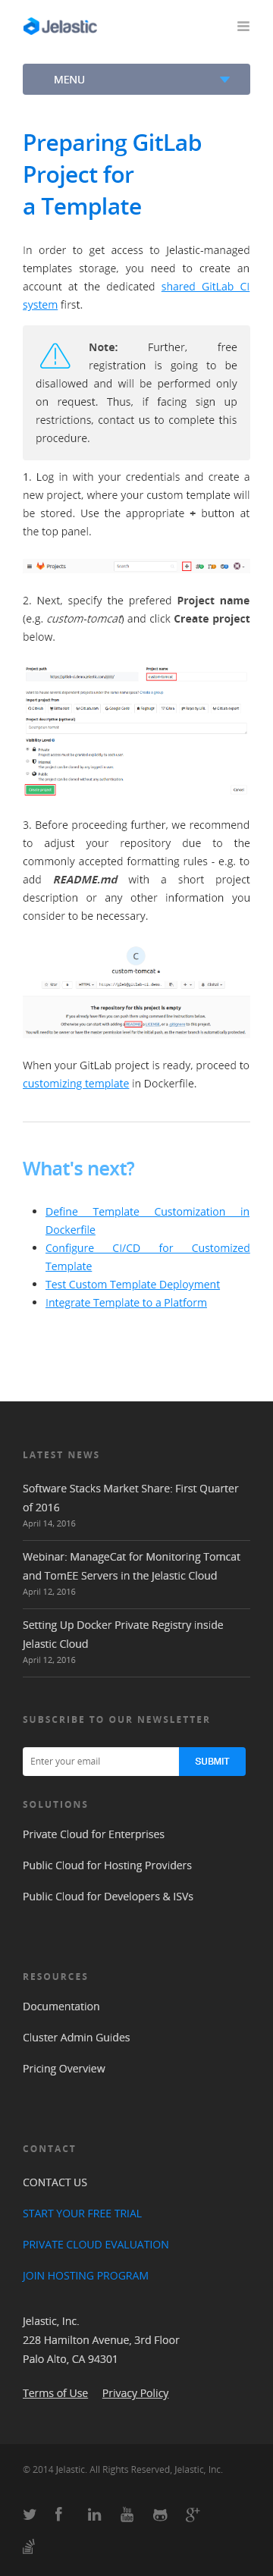 Jelastic
MENU
Preparing GitLab
Project for
a Template
In order to get access to Jelastic-managed
templates storage, you need to create an
account at the dedicated shared GitLab CI
system first.
Note: Further, free
registration is going to be
disallowed and will be performed only
on request. Thus, if facing sign up
restrictions, contact us to complete this
procedure.
1. Log in with your credentials and create a
new project, where your custom template will
be stored. Use the appropriate + button at
the top panel.
Projects
Search
2. Next, specify the prefered Project name
(e.g. custom-tomcat) and click Create project
below.
Project path
Project name
custom-tomcat
Import project from
Project description (optional)
Visibility Level
Private
Internal
Public
Create project
Cancel
3. Before proceeding further, we recommend
to adjust your repository due to the
commonly accepted formatting rules - e.g. to
add README.md with a short project
description or any other information you
consider to be necessary.
C
custom-tomcat
The repository for this project is empty
When your GitLab project is ready, proceed to
customizing template in Dockerfile.
What's next?
• Define Template Customization in
Dockerfile
• Configure CI/CD for Customized
Template
• Test Custom Template Deployment
• Integrate Template to a Platform
LATEST NEWS
Software Stacks Market Share: First Quarter
of 2016
April 14, 2016
Webinar: ManageCat for Monitoring Tomcat
and TomEE Servers in the Jelastic Cloud
April 12, 2016
Setting Up Docker Private Registry inside
Jelastic Cloud
April 12, 2016
SUBSCRIBE TO OUR NEWSLETTER
Enter your email
SUBMIT
SOLUTIONS
Private Cloud for Enterprises
Public Cloud for Hosting Providers
Public Cloud for Developers & ISVs
RESOURCES
Documentation
Cluster Admin Guides
Pricing Overview
CONTACT
CONTACT US
START YOUR FREE TRIAL
PRIVATE CLOUD EVALUATION
JOIN HOSTING PROGRAM
Jelastic, Inc.
228 Hamilton Avenue, 3rd Floor
Palo Alto, CA 94301
Terms of Use Privacy Policy
© 2014 Jelastic. All Rights Reserved, Jelastic, Inc.